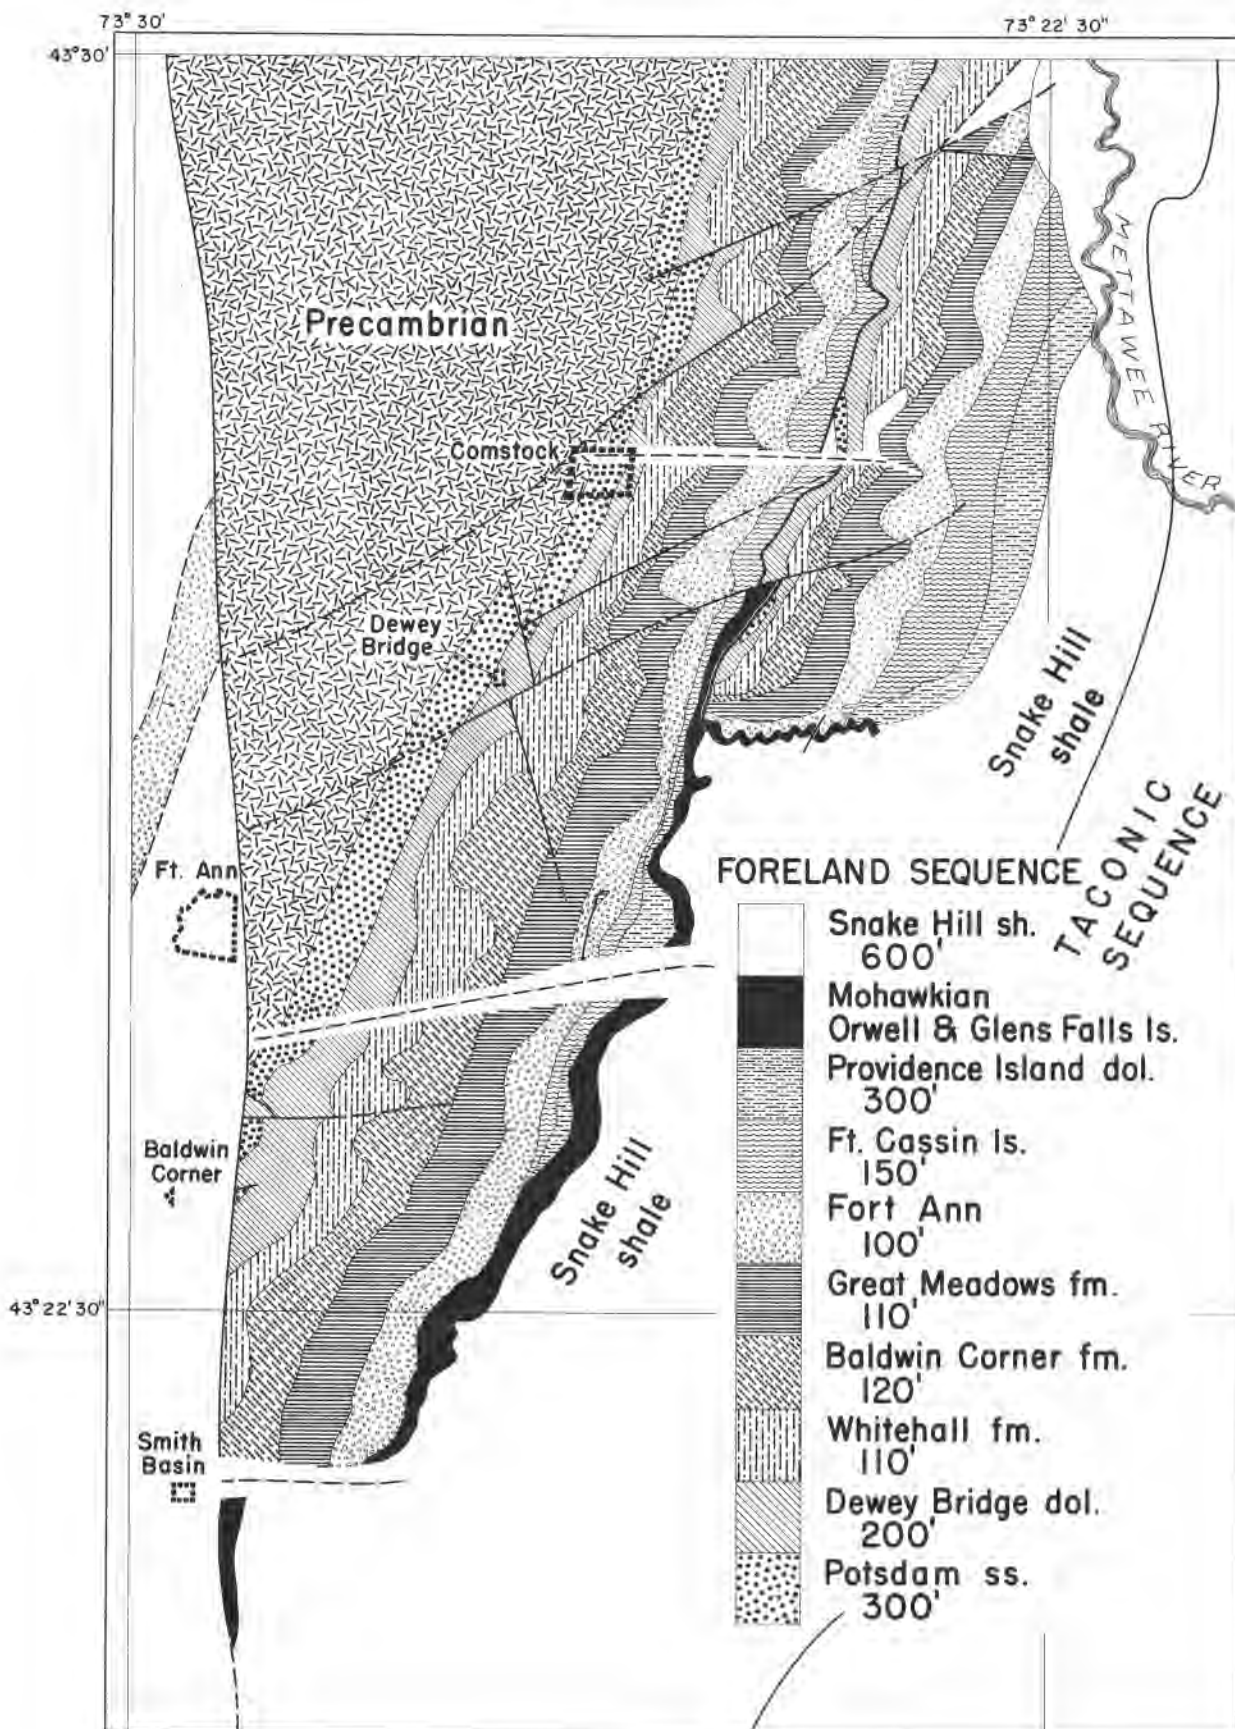 73° 30'
73° 22' 30"
43° 30'
METTAWEE RIVER
Precambrian
Comstock
Dewey
Bridge
Snake Hill
shale
TACONIC
SEQUENCE
Ft. Ann
FORELAND SEQUENCE
Snake Hill sh.
600'
Mohawkian
Orwell & Glens Falls ls.
Providence Island dol.
300'
Ft. Cassin ls.
150'
Baldwin
Corner
Snake Hill
shale
Fort Ann
100'
Great Meadows fm.
110'
43° 22' 30"
Baldwin Corner fm.
120'
Whitehall fm.
110'
Smith
Basin
Dewey Bridge dol.
200'
Potsdam ss.
300'